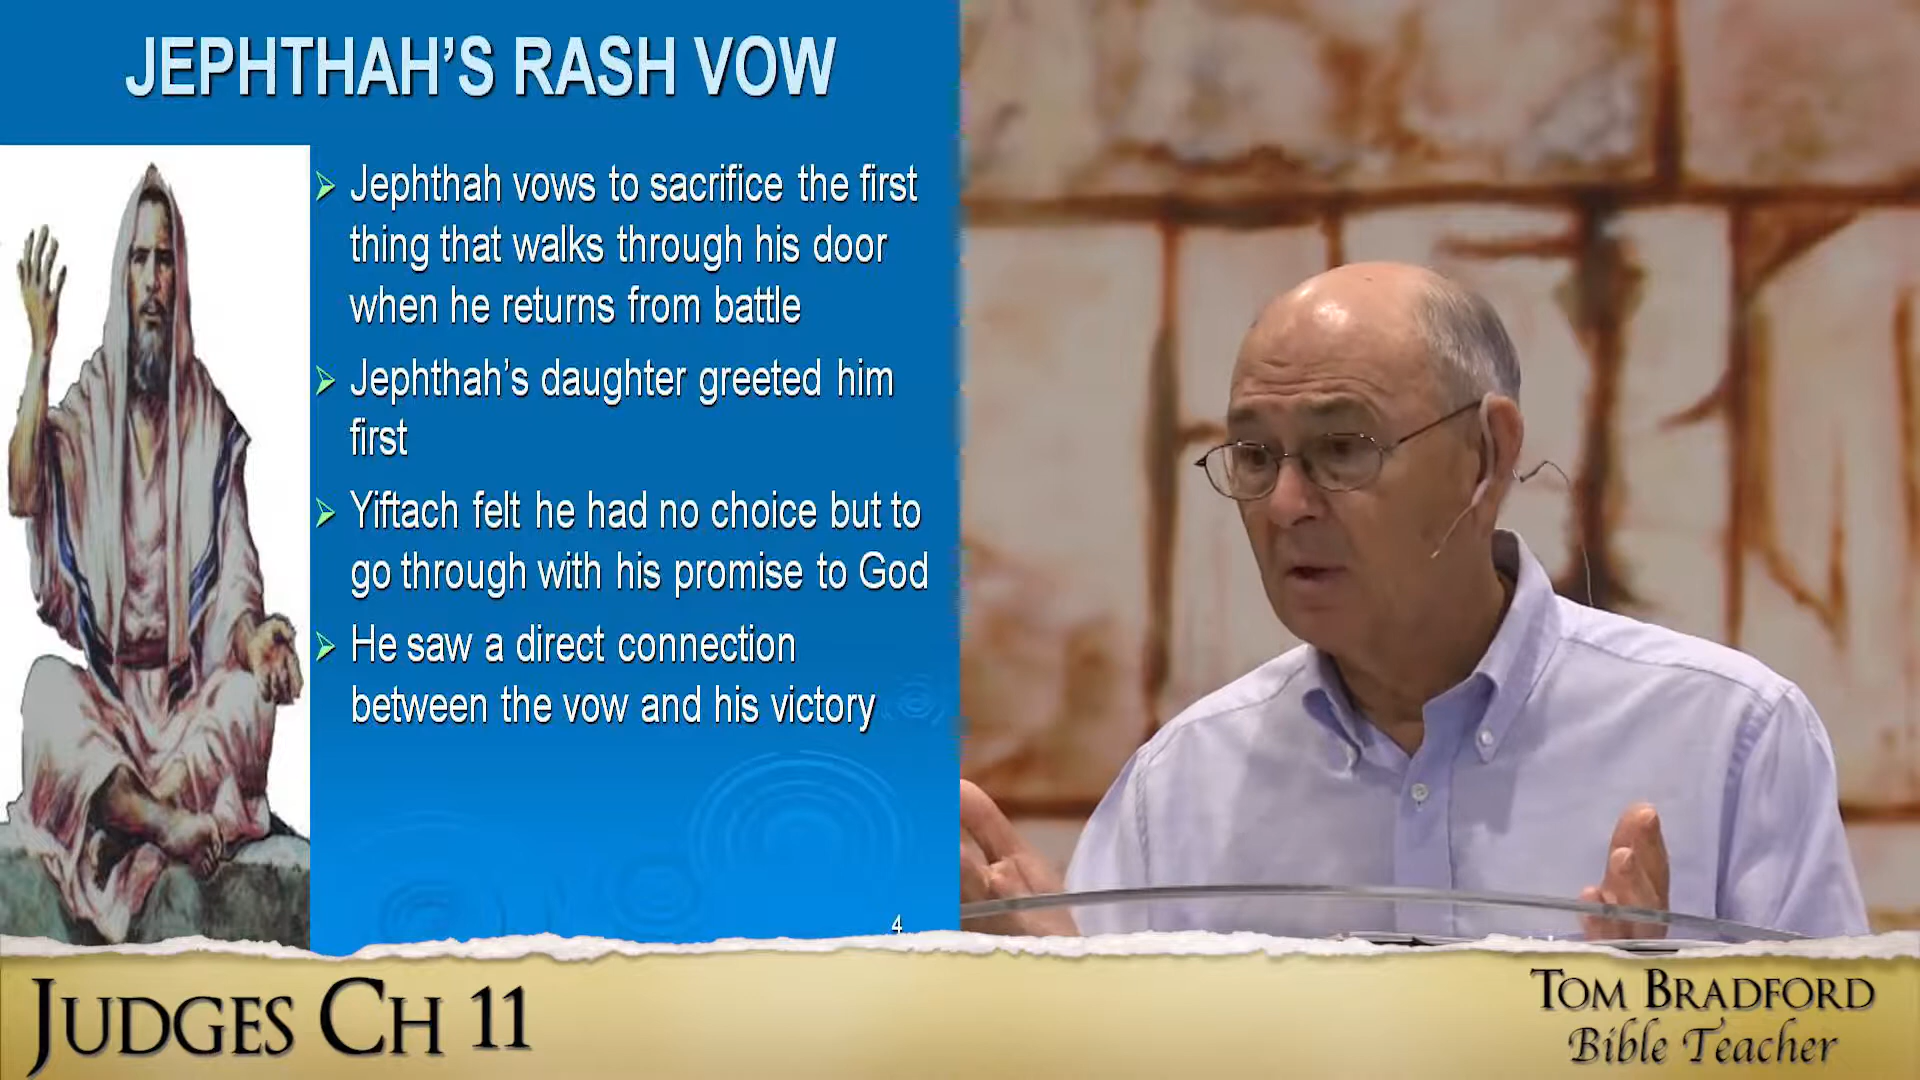 JEPHTHAH'S RASH VOW
Jephthah vows to sacrifice the first
thing that walks through his door
when he returns from battle
Jephthah's daughter greeted him
first
Yiftach felt he had no choice but to
go through with his promise to God
He saw a direct connection
between the vow and his victory
4
JUDGES CH 11
TOM BRADFORD
Bible Teacher